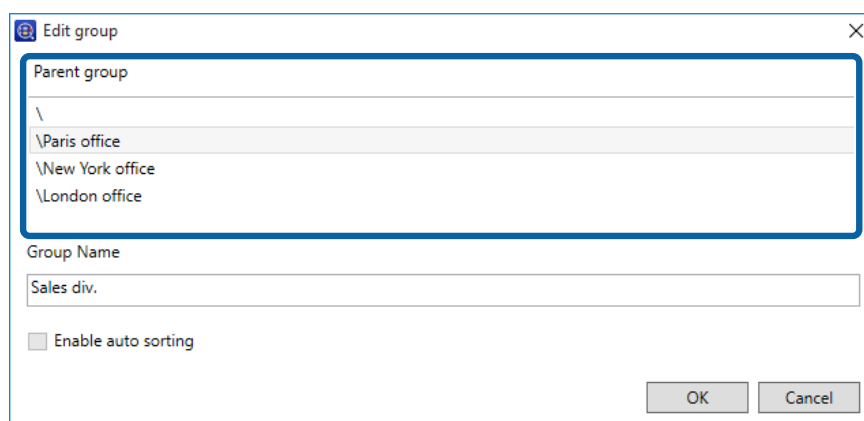 Edit group
Parent group
\
\Paris office
\New York office
\London office
Group Name
Sales div.
Enable auto sorting
OK Cancel